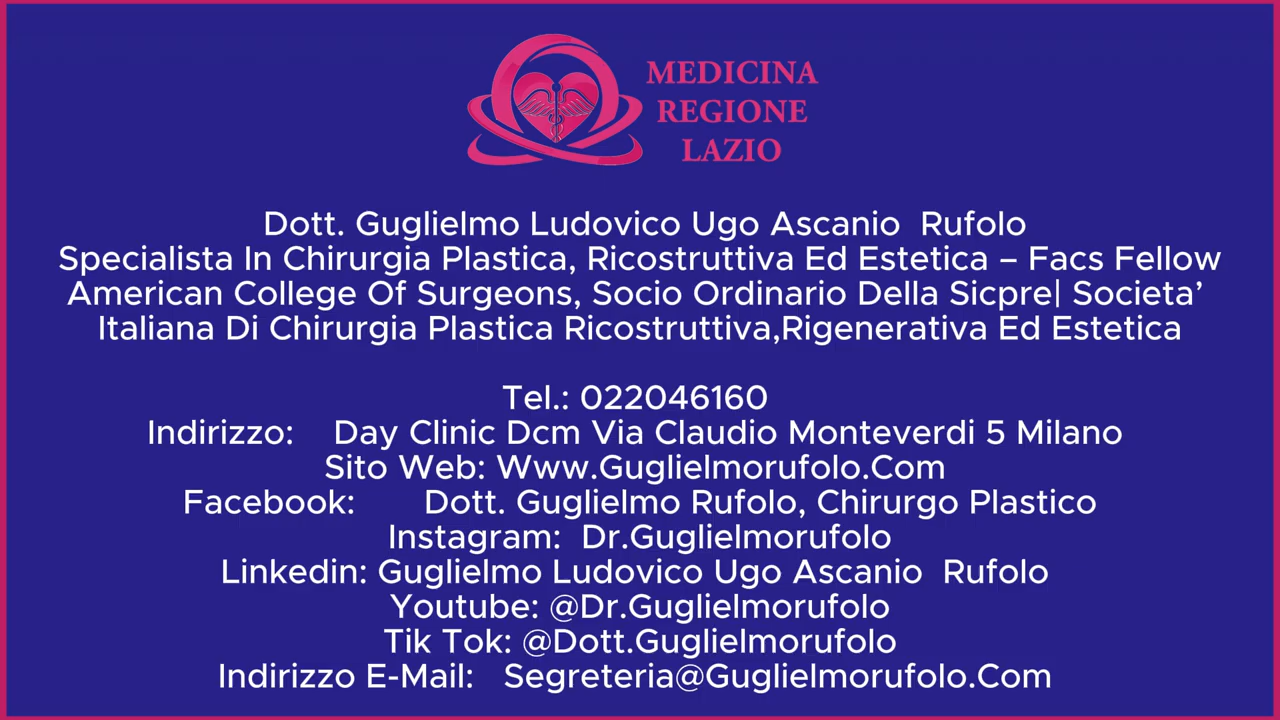 MEDICINA
REGIONE
LAZIO
Dott. Guglielmo Ludovico Ugo Ascanio Rufolo
Specialista In Chirurgia Plastica, Ricostruttiva Ed Estetica – Facs Fellow
American College Of Surgeons, Socio Ordinario Della Sicpre| Societa’
Italiana Di Chirurgia Plastica Ricostruttiva,Rigenerativa Ed Estetica
Tel.: 022046160
Indirizzo: Day Clinic Dcm Via Claudio Monteverdi 5 Milano
Sito Web: Www.Guglielmorufolo.Com
Facebook: Dott. Guglielmo Rufolo, Chirurgo Plastico
Instagram: Dr.Guglielmorufolo
Linkedin: Guglielmo Ludovico Ugo Ascanio Rufolo
Youtube: @Dr.Guglielmorufolo
Tik Tok: @Dott.Guglielmorufolo
Indirizzo E-Mail: Segreteria@Guglielmorufolo.Com